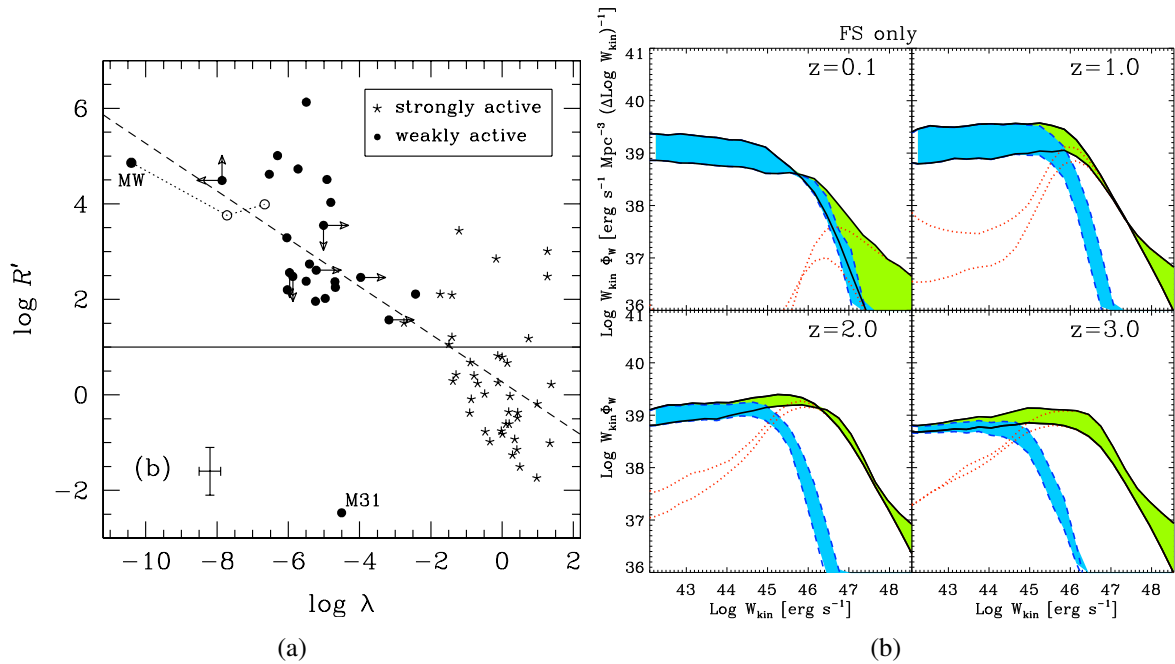 FS only
6
4
2
0
−2
−10
−8
−6
−4
−2
0
2
log R′
log λ
strongly active
weakly active
MW
M31
(b)
(a)
Log W_kin Φ_W [erg s⁻¹ Mpc⁻³ (ΔLog W_kin)⁻¹]
41
40
39
38
37
36
z=0.1
z=1.0
Log W_kinΦ_W
41
40
39
38
37
36
z=2.0
z=3.0
43 44 45 46 47 48
43 44 45 46 47 48
Log W_kin [erg s⁻¹]
Log W_kin [erg s⁻¹]
(b)